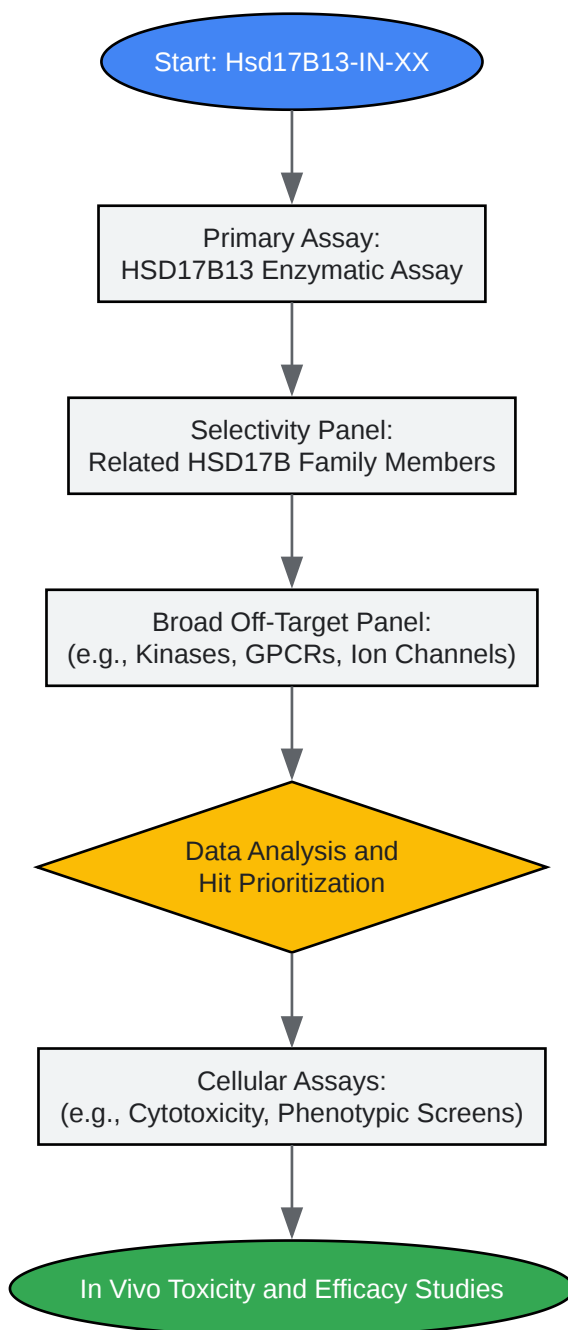 Start: Hsd17B13-IN-XX
Primary Assay:
HSD17B13 Enzymatic Assay
Selectivity Panel:
Related HSD17B Family Members
Broad Off-Target Panel:
(e.g., Kinases, GPCRs, Ion Channels)
Data Analysis and
Hit Prioritization
Cellular Assays:
(e.g., Cytotoxicity, Phenotypic Screens)
In Vivo Toxicity and Efficacy Studies